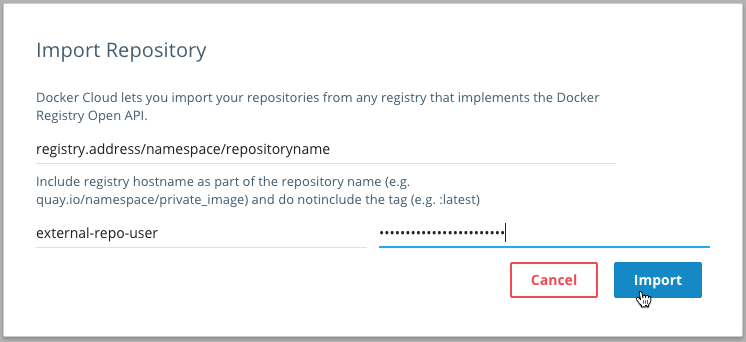 Import Repository
Docker Cloud lets you import your repositories from any registry that implements the Docker
Registry Open API.
registry.address/namespace/repositoryname
Include registry hostname as part of the repository name (e.g.
quay.io/namespace/private_image) and do notinclude the tag (e.g. :latest)
external-repo-user ••••••••••••••••••••••••
Cancel Import